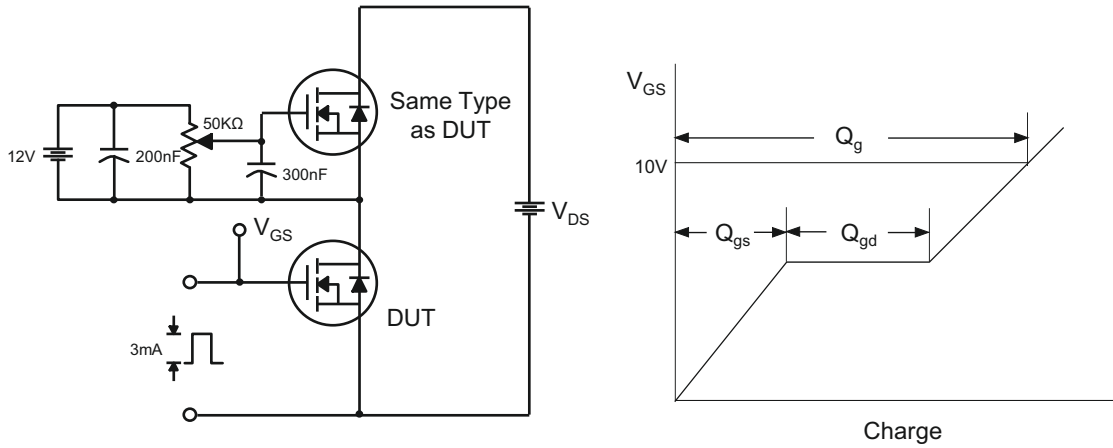 Same Type
as DUT
50KΩ
12V
200nF
300nF
V_GS
V_DS
DUT
3mA
V_GS
Q_g
10V
Q_gs
Q_gd
Charge